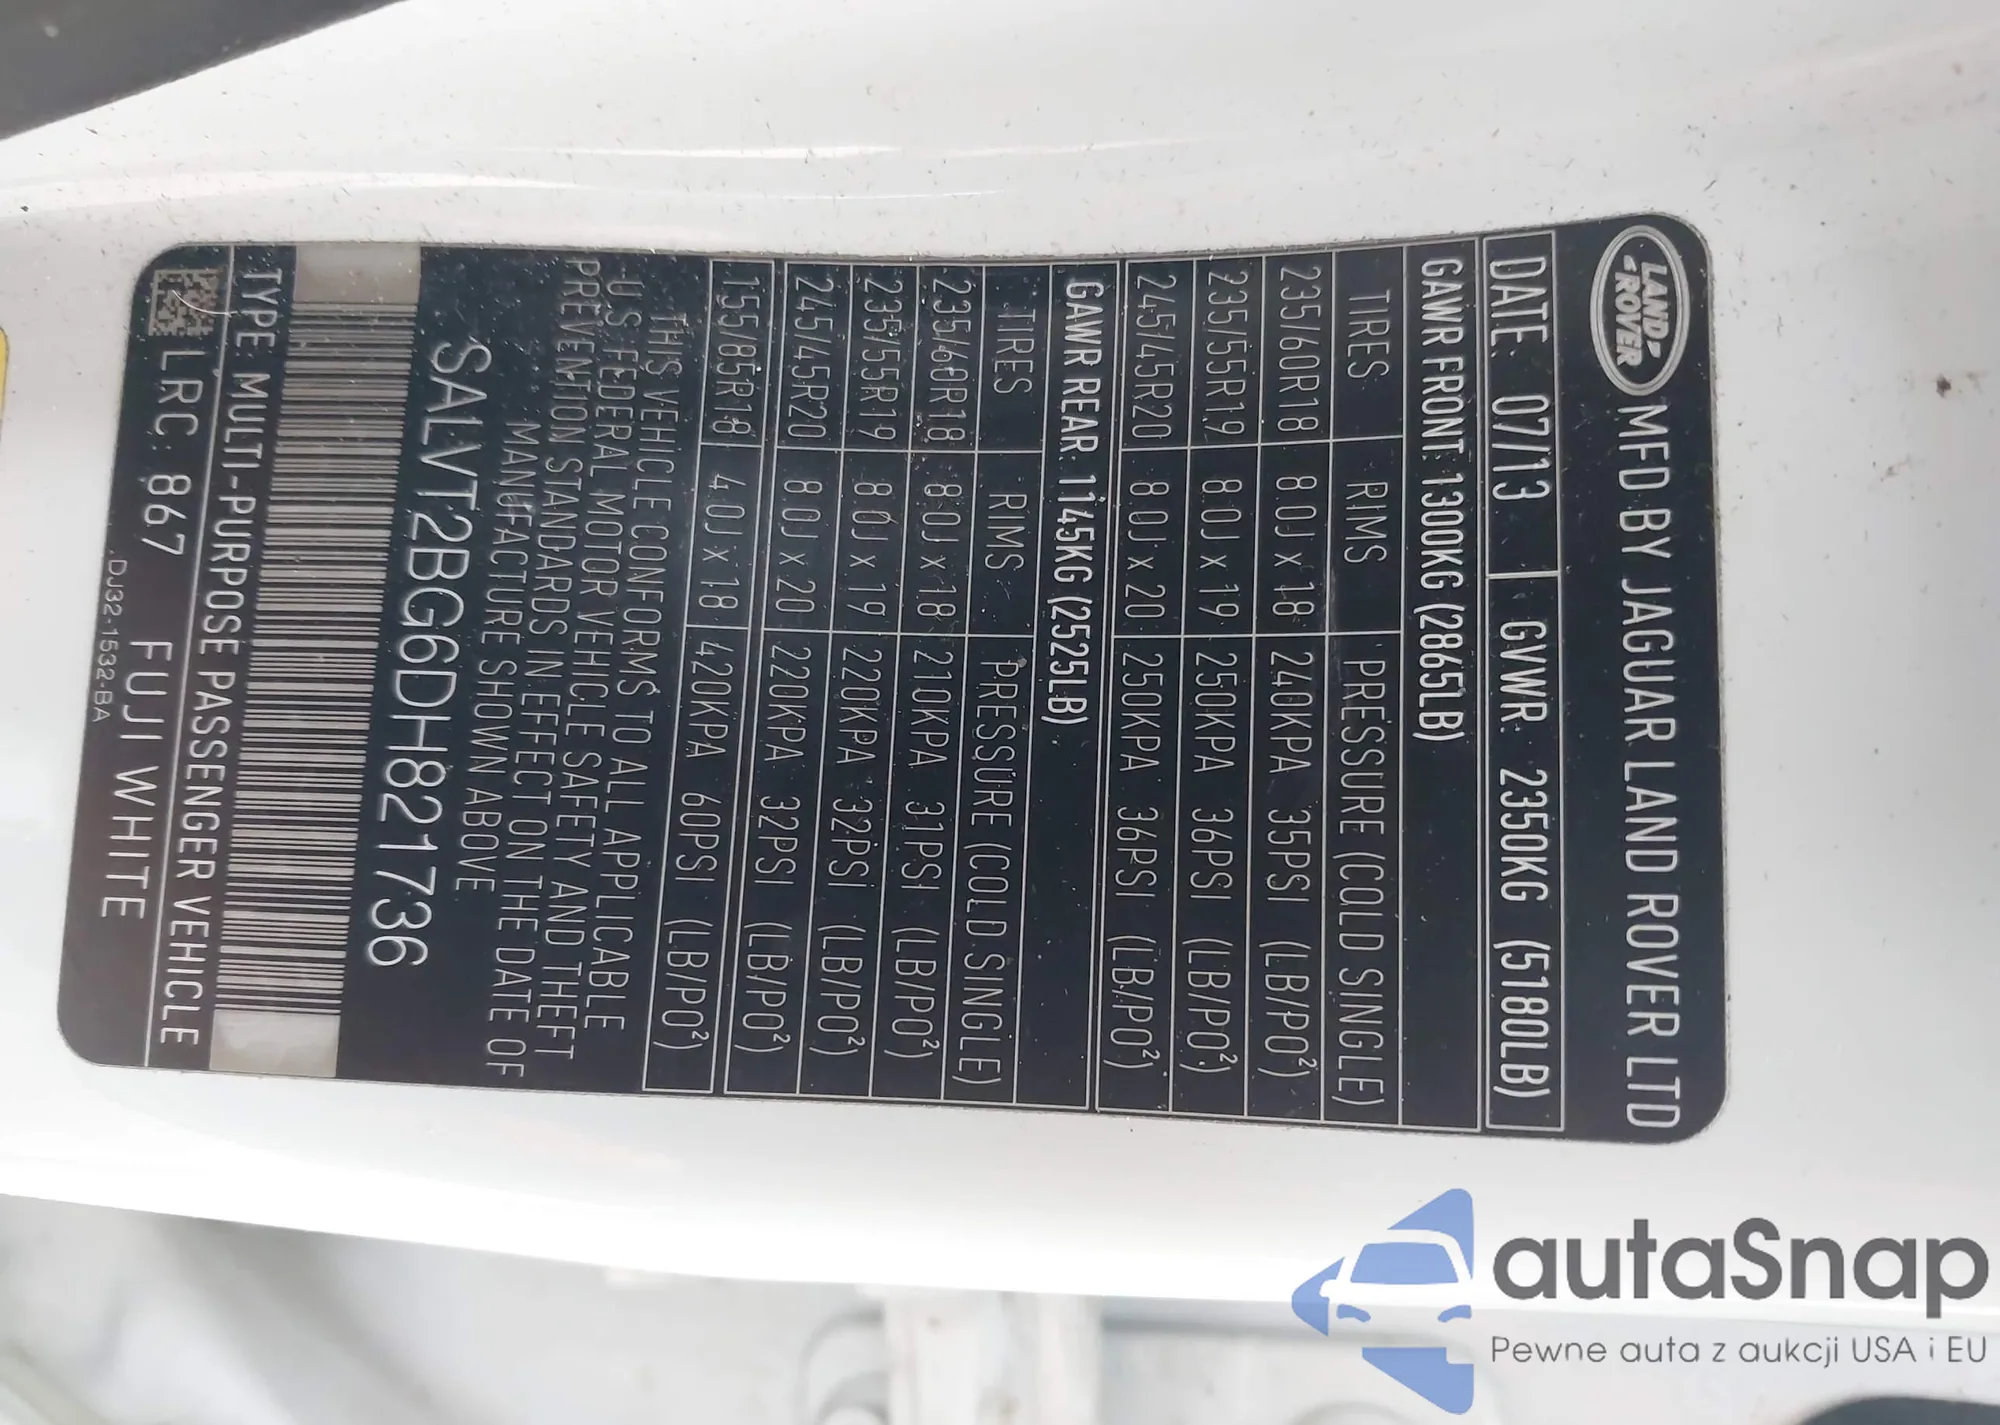 LAND-
-ROVER
MFD BY JAGUAR LAND ROVER LTD
DATE: 07/13 GVWR: 2350KG (5180LB)
GAWR FRONT: 1300KG (2865LB)
TIRES RIMS PRESSURE (COLD SINGLE)
235/60R18 8.0J x 18 240KPA 35PSI (LB/PO²)
235/55R19 8.0J x 19 250KPA 36PSI (LB/PO²)
245/45R20 8.0J x 20 250KPA 36PSI (LB/PO²)
GAWR REAR: 1145KG (2525LB)
TIRES RIMS PRESSURE (COLD SINGLE)
235/60R18 8.0J x 18 210KPA 31PSI (LB/PO²)
235/55R19 8.0J x 19 220KPA 32PSI (LB/PO²)
245/45R20 8.0J x 20 220KPA 32PSI (LB/PO²)
155/85R18 4.0J x 18 420KPA 60PSI (LB/PO²)
THIS VEHICLE CONFORMS TO ALL APPLICABLE
U.S. FEDERAL MOTOR VEHICLE SAFETY AND THEFT
PREVENTION STANDARDS IN EFFECT ON THE DATE OF
MANUFACTURE SHOWN ABOVE
SALVT2BG6DH821736
TYPE: MULTI-PURPOSE PASSENGER VEHICLE
LRC: 867 FUJI WHITE
DJ32-1532-BA
autaSnap
Pewne auta z aukcji USA i EU